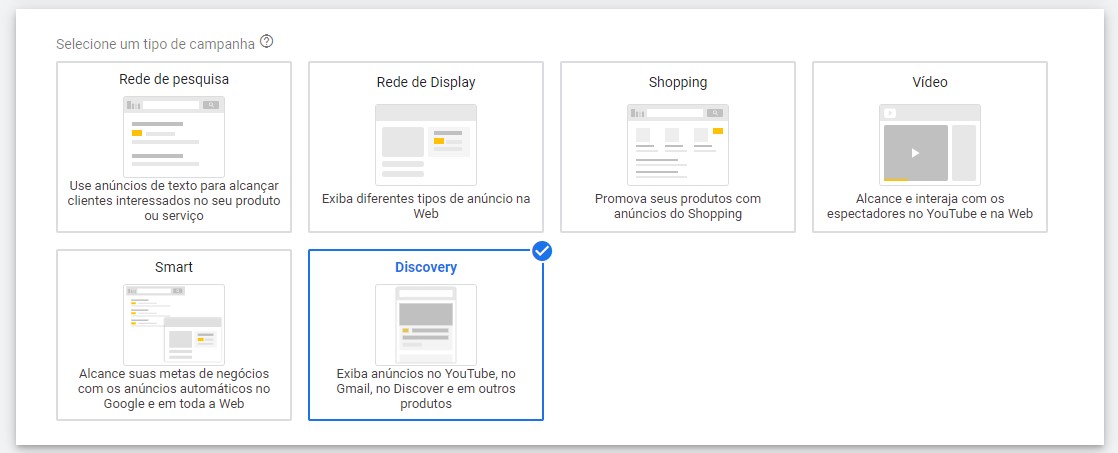 Selecione um tipo de campanha
Rede de pesquisa
Use anúncios de texto para alcançar
clientes interessados no seu produto
ou serviço
Rede de Display
Exiba diferentes tipos de anúncio na
Web
Shopping
Promova seus produtos com
anúncios do Shopping
Vídeo
Alcance e interaja com os
espectadores no YouTube e na Web
Smart
Alcance suas metas de negócios
com os anúncios automáticos no
Google e em toda a Web
Discovery
Exiba anúncios no YouTube, no
Gmail, no Discover e em outros
produtos